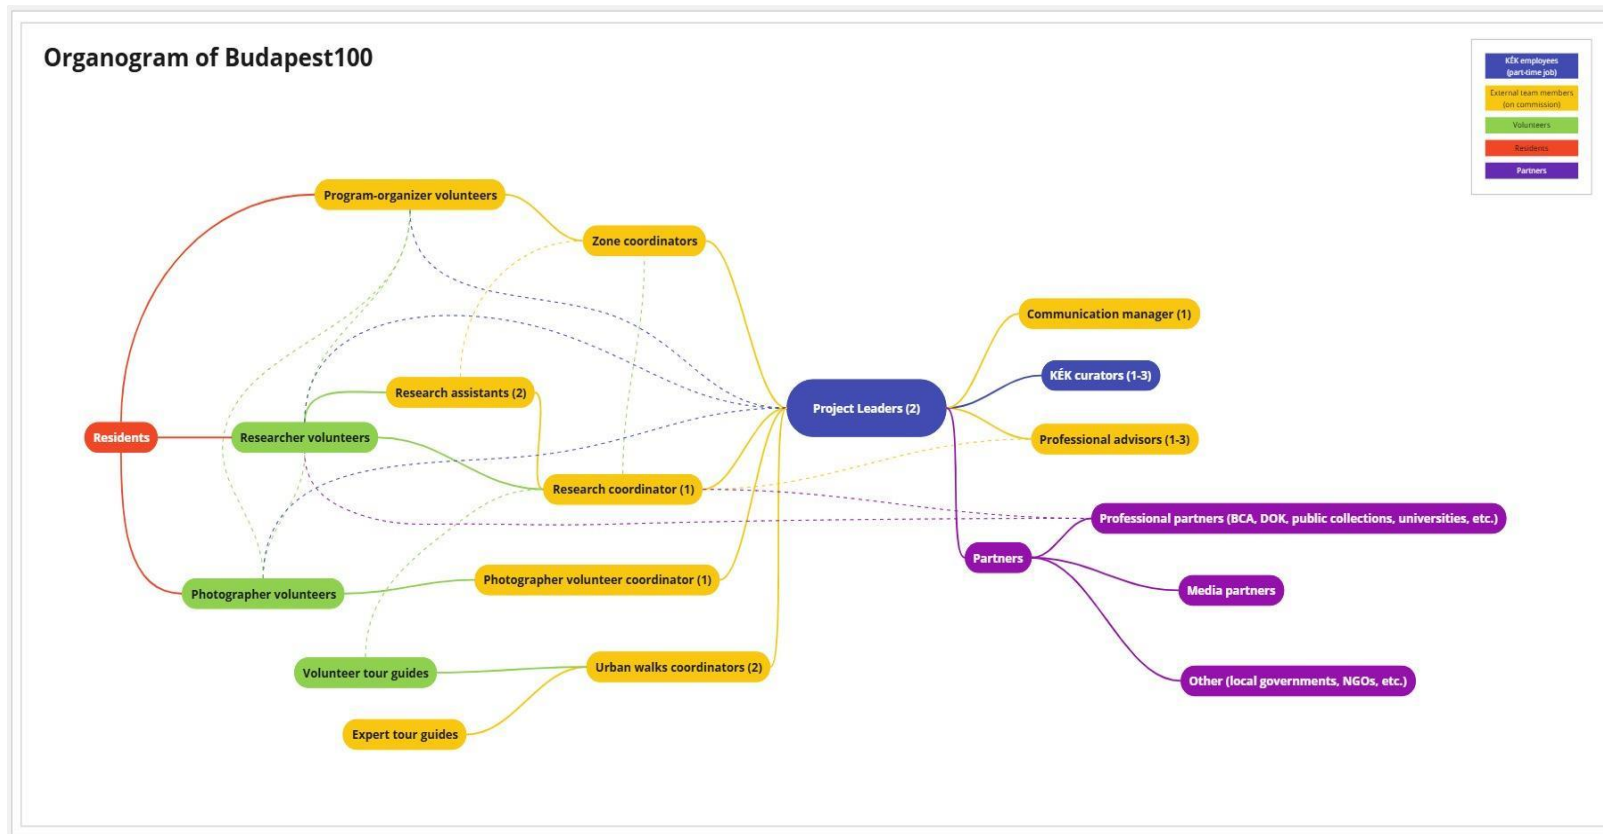 Organogram of Budapest100
KÉK employees
(part-time job)
External team members
(on commission)
Volunteers
Residents
Partners
Program-organizer volunteers
Zone coordinators
Communication manager (1)
KÉK curators (1-3)
Research assistants (2)
Project Leaders (2)
Residents
Researcher volunteers
Professional advisors (1-3)
Research coordinator (1)
Professional partners (BCA, DOK, public collections, universities, etc.)
Partners
Photographer volunteer coordinator (1)
Photographer volunteers
Media partners
Volunteer tour guides
Urban walks coordinators (2)
Other (local governments, NGOs, etc.)
Expert tour guides